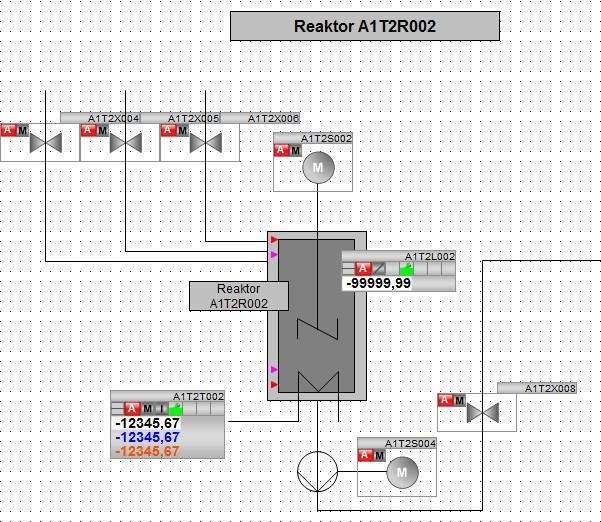 Reaktor A1T2R002
A1T2X004 A1T2X005 A1T2X006
A M A M A M
A1T2S002
A M
M
A1T2L002
A
-99999,99
Reaktor
A1T2R002
A1T2T002
A M I
-12345,67
-12345,67
-12345,67
A1T2X008
A M
A1T2S004
A M
M